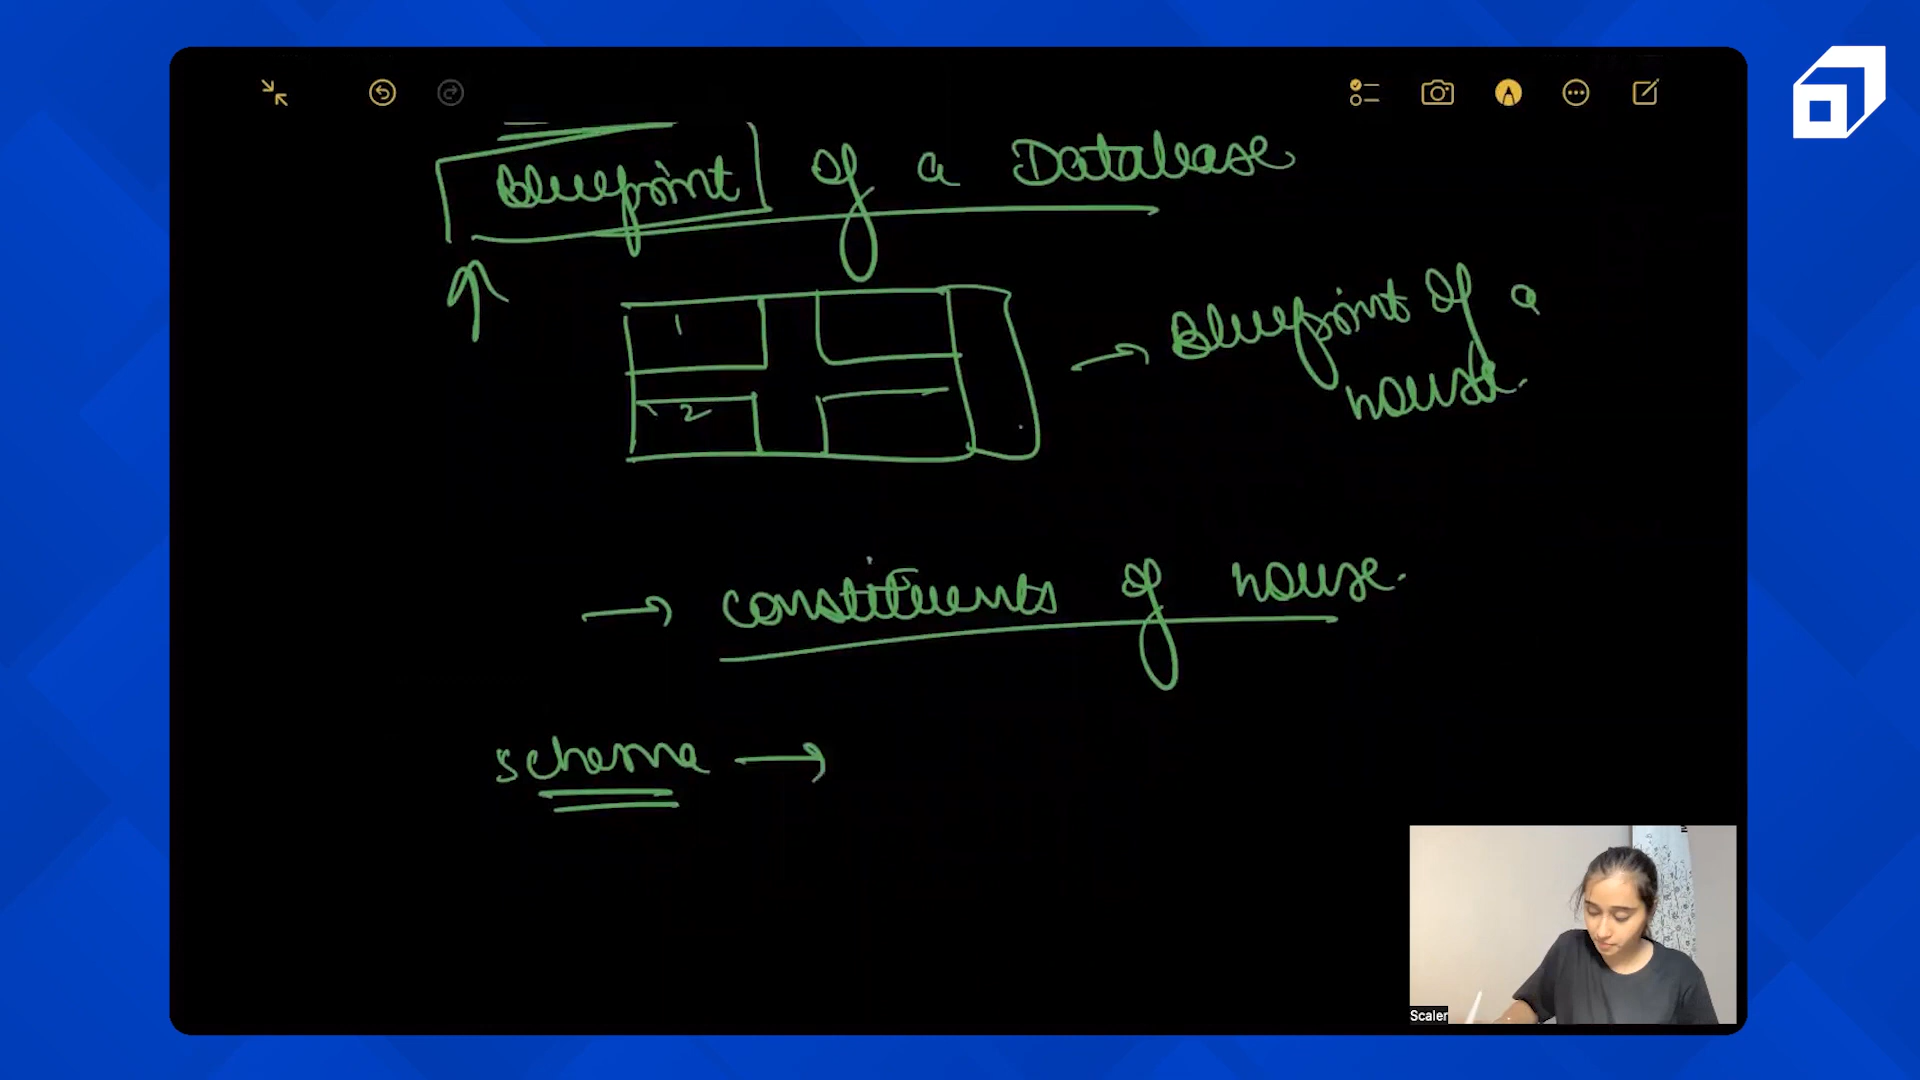 Blueprint Of a Database
1
2
Blueprint Of a
house.
constituents of house.
schema
Scaler